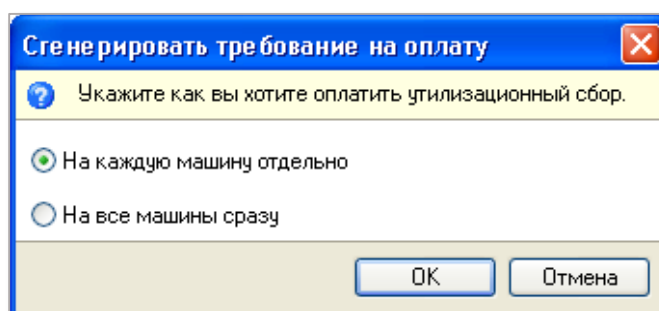 Сгенерировать требование на оплату
Укажите как вы хотите оплатить утилизационный сбор.
На каждую машину отдельно
На все машины сразу
OK
Отмена